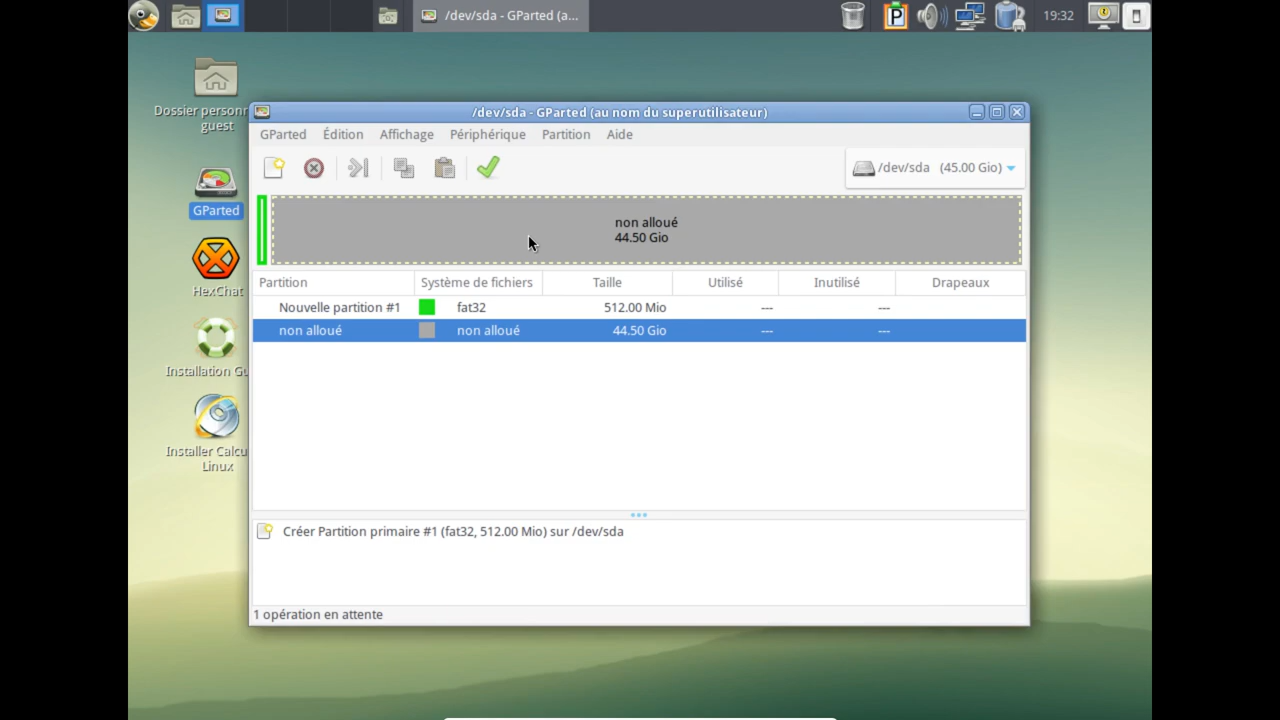 /dev/sda - GParted (a...
19:32
Dossier personn
guest
GParted
HexChat
Installation Gu
Installer Calcu
Linux
/dev/sda - GParted (au nom du superutilisateur)
GParted Édition Affichage Périphérique Partition Aide
/dev/sda (45.00 Gio)
non alloué
44.50 Gio
Partition Système de fichiers Taille Utilisé Inutilisé Drapeaux
Nouvelle partition #1 fat32 512.00 Mio --- ---
non alloué non alloué 44.50 Gio --- ---
Créer Partition primaire #1 (fat32, 512.00 Mio) sur /dev/sda
1 opération en attente